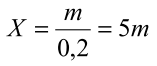 X = m/0,2 = 5m